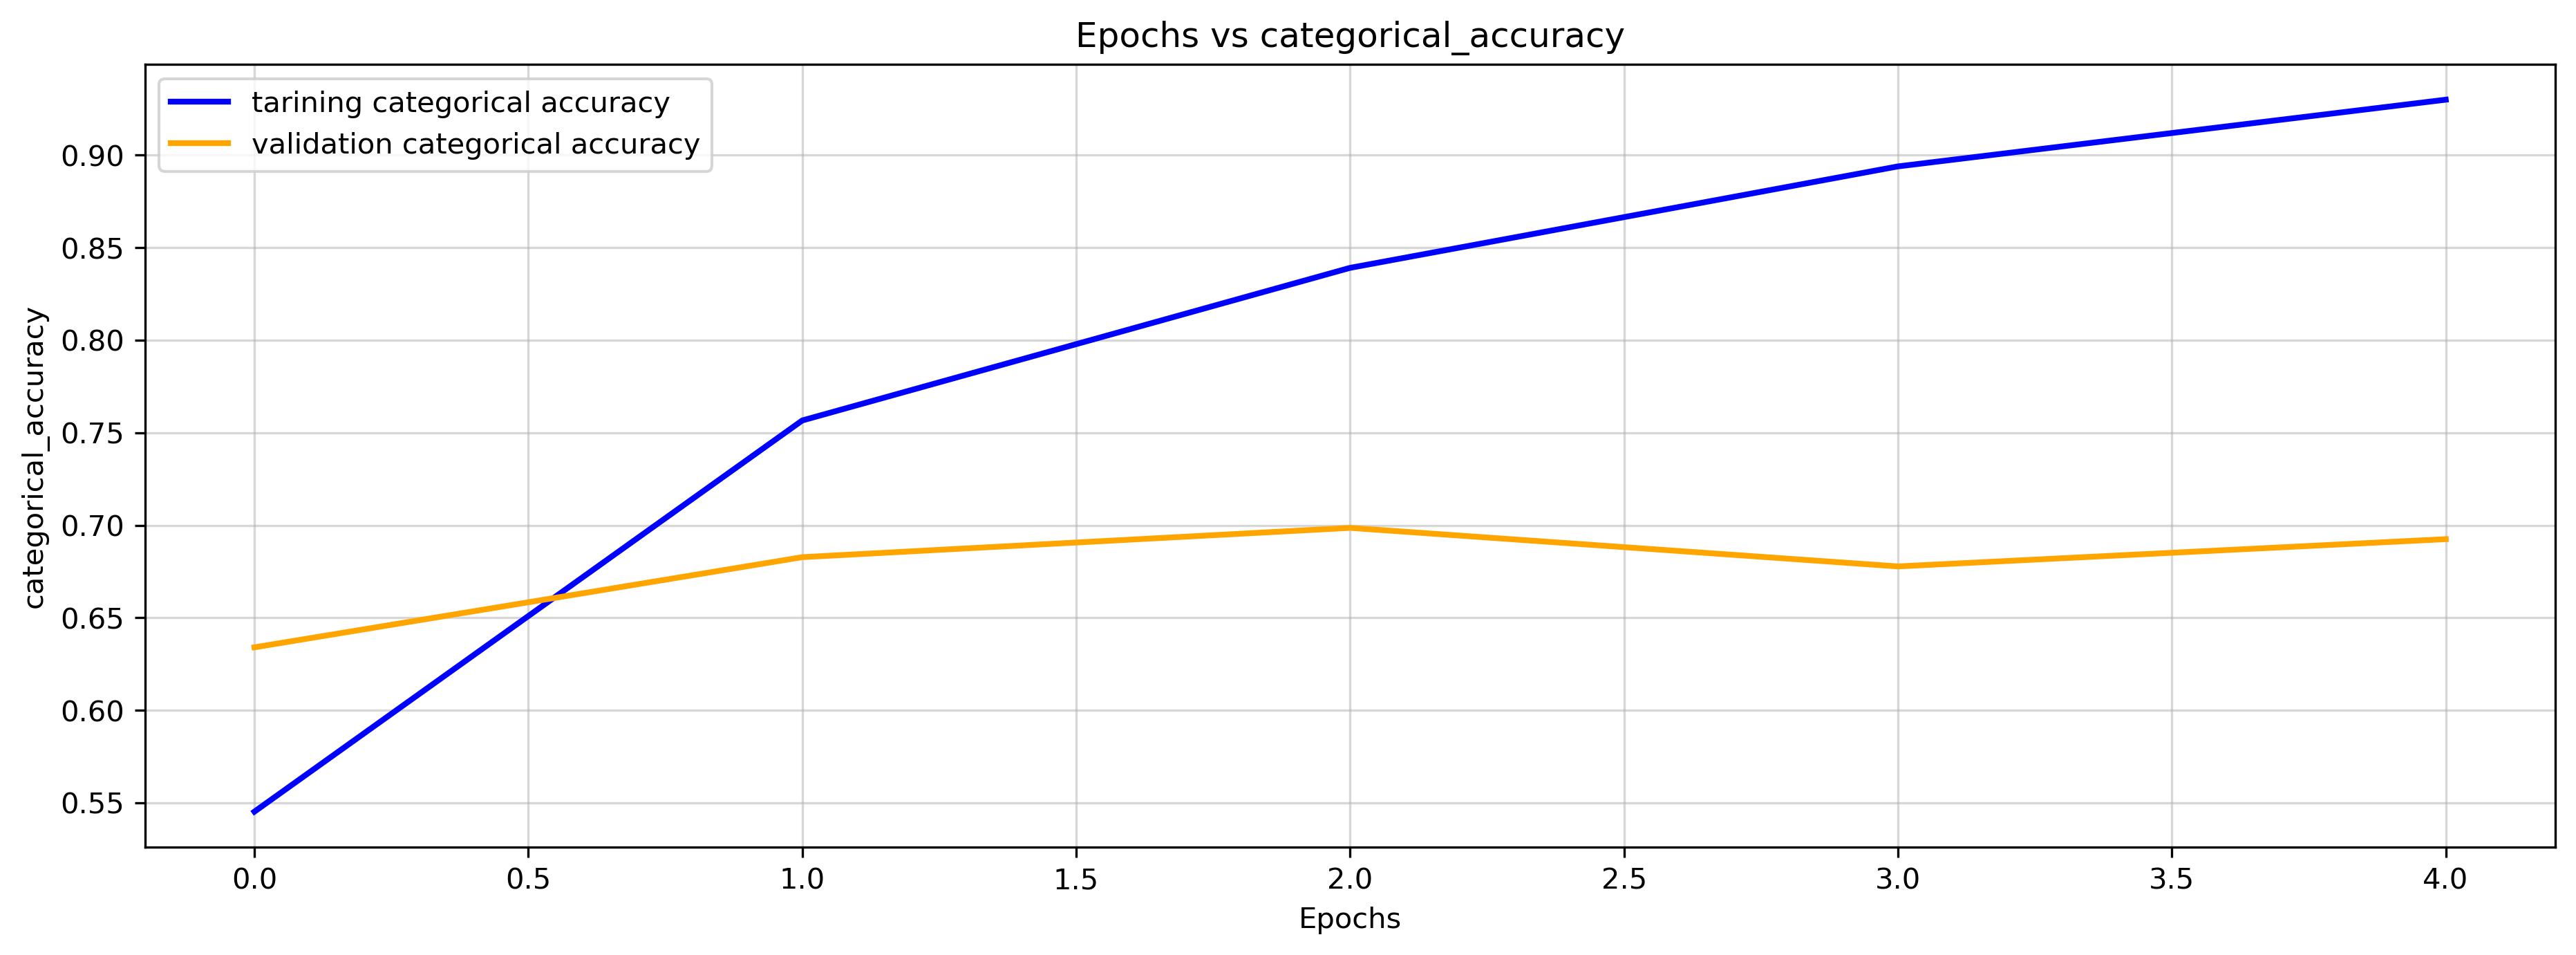 Epochs vs categorical_accuracy
tarining categorical accuracy
validation categorical accuracy
categorical_accuracy
0.90
0.85
0.80
0.75
0.70
0.65
0.60
0.55
0.0 0.5 1.0 1.5 2.0 2.5 3.0 3.5 4.0
Epochs